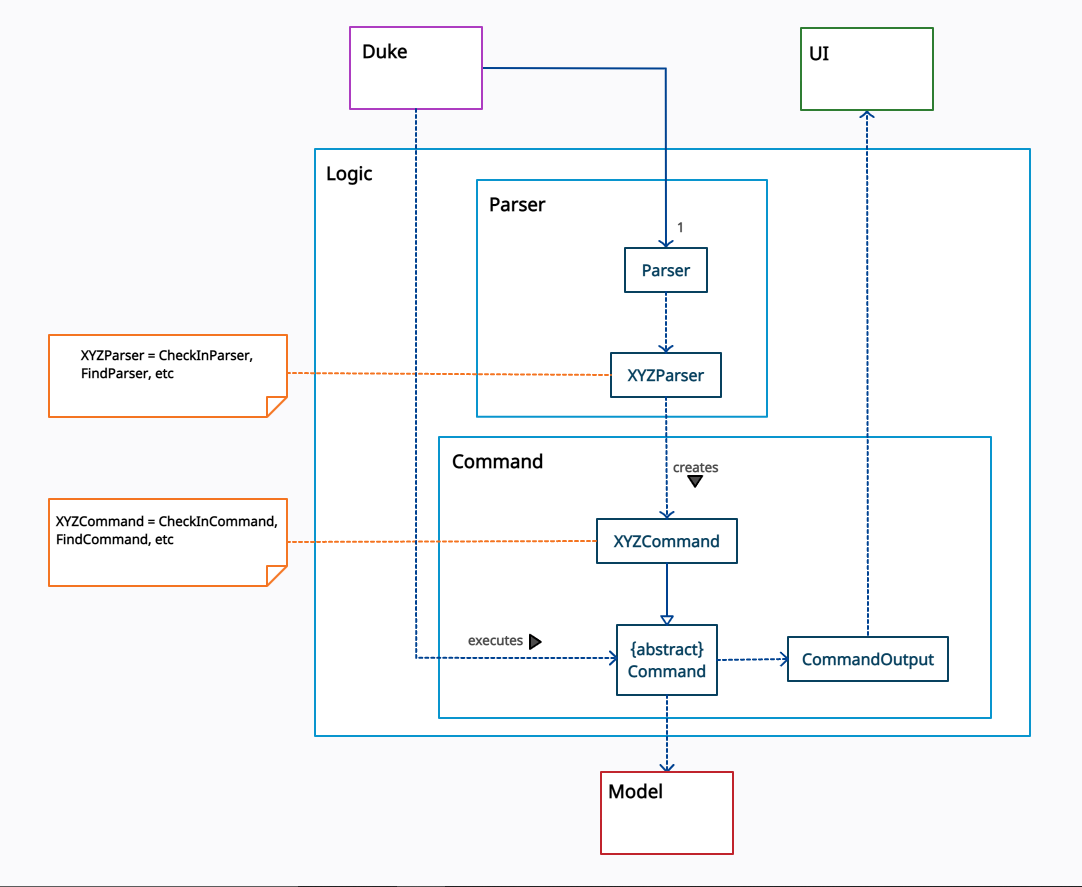 Duke
UI
Logic
Parser
1
Parser
XYZParser = CheckInParser,
FindParser, etc
XYZParser
Command
creates
XYZCommand = CheckInCommand,
FindCommand, etc
XYZCommand
executes
{abstract}
Command
CommandOutput
Model